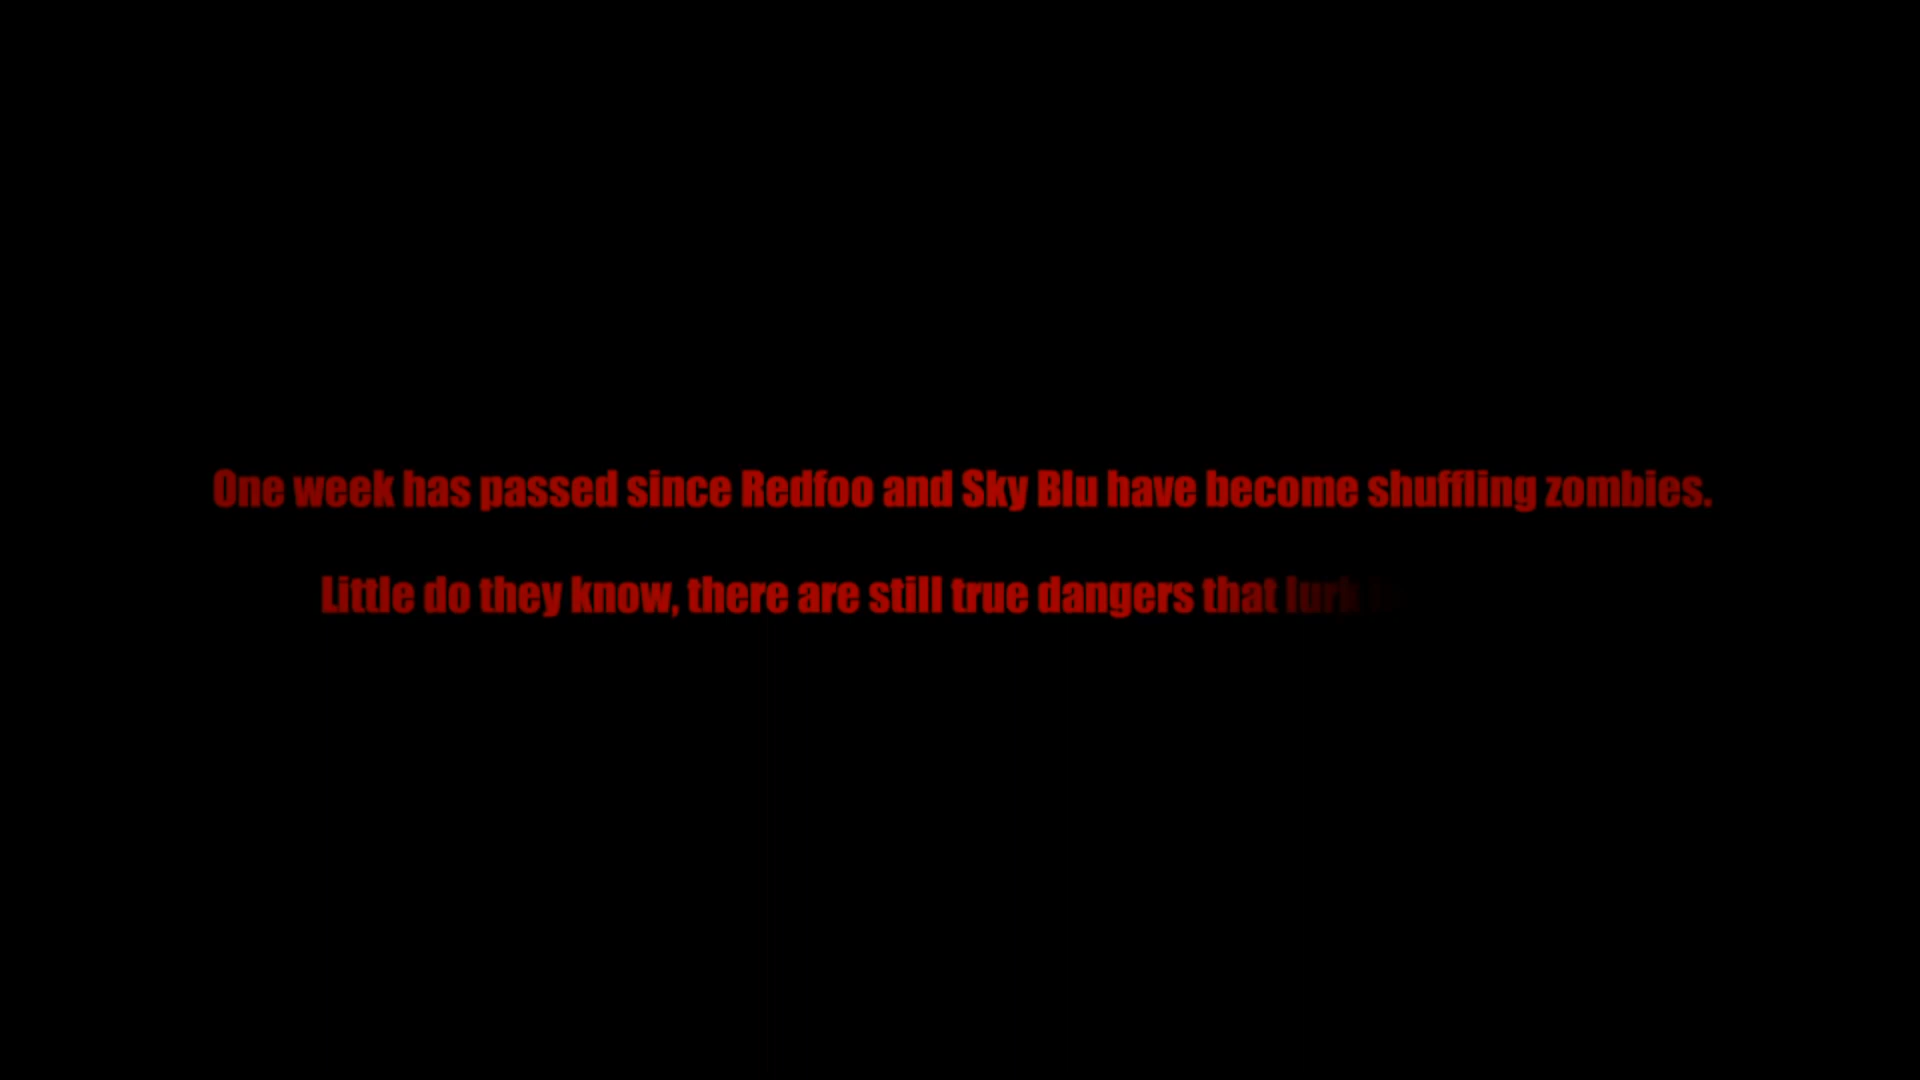 One week has passed since Redfoo and Sky Blu have become shuffling zombies.
Little do they know, there are still true dangers that lurk